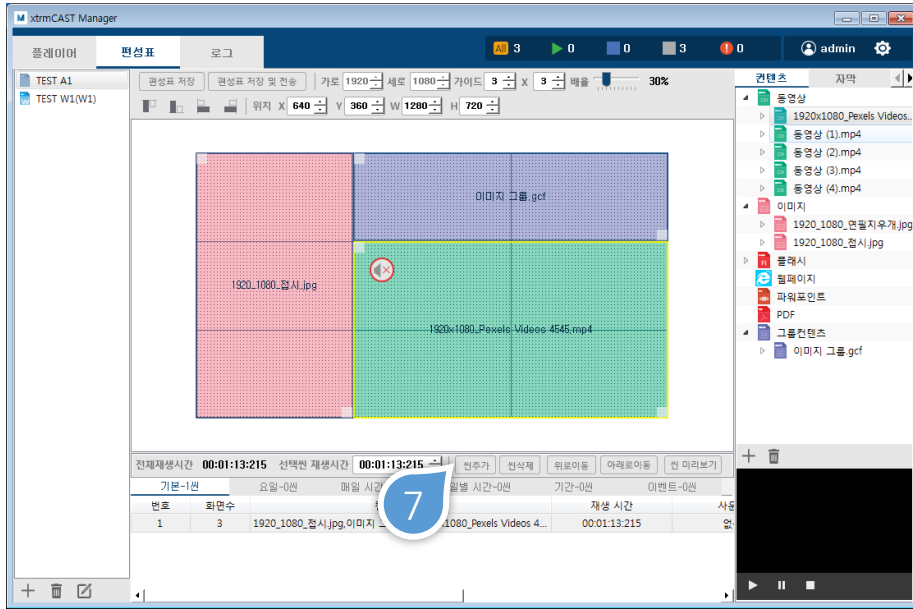 xtrmCAST Manager
플레이어 편성표 로그 All 3 0 0 3 0 admin
TEST A1
TEST W1(W1)
편성표 저장 편성표 저장 및 전송 가로 1920 세로 1080 가이드 3 X 3 배율 30%
위치 X 640 Y 360 W 1280 H 720
컨텐츠 자막
동영상
1920x1080_Pexels Videos..
동영상 (1).mp4
동영상 (2).mp4
동영상 (3).mp4
동영상 (4).mp4
이미지
1920_1080_연필지우개.jpg
1920_1080_접시.jpg
플래시
웹페이지
파워포인트
PDF
그룹컨텐츠
이미지 그룹.gcf
이미지 그룹.gcf
1920_1080_접시.jpg
1920x1080_Pexels Videos 4545.mp4
전체재생시간 00:01:13:215 선택씬 재생시간 00:01:13:215 씬추가 씬삭제 위로이동 아래로이동 씬 미리보기
기본-1씬 요일-0씬 매일 시간 일별 시간-0씬 기간-0씬 이벤트-0씬
7
번호 화면수 재생 시간 사용
1 3 1920_1080_접시.jpg,이미지 1080_Pexels Videos 4... 00:01:13:215 없